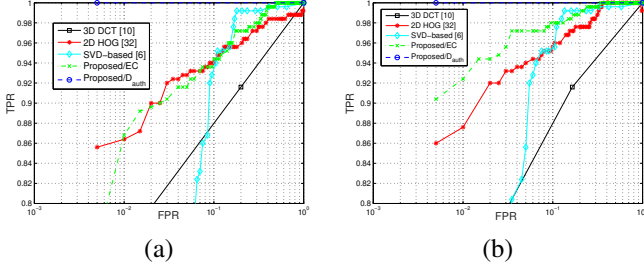 1
0.98
0.96
0.94
0.92
0.9
0.88
0.86
0.84
0.82
0.8
TPR
3D DCT [10]
2D HOG [32]
SVD-based [6]
Proposed/EC
Proposed/D_auth
10^-3
10^-2
10^-1
10^0
FPR
(a)
1
0.98
0.96
0.94
0.92
0.9
0.88
0.86
0.84
0.82
0.8
TPR
3D DCT [10]
2D HOG [32]
SVD-based [6]
Proposed/EC
Proposed/D_auth
10^-3
10^-2
10^-1
10^0
FPR
(b)